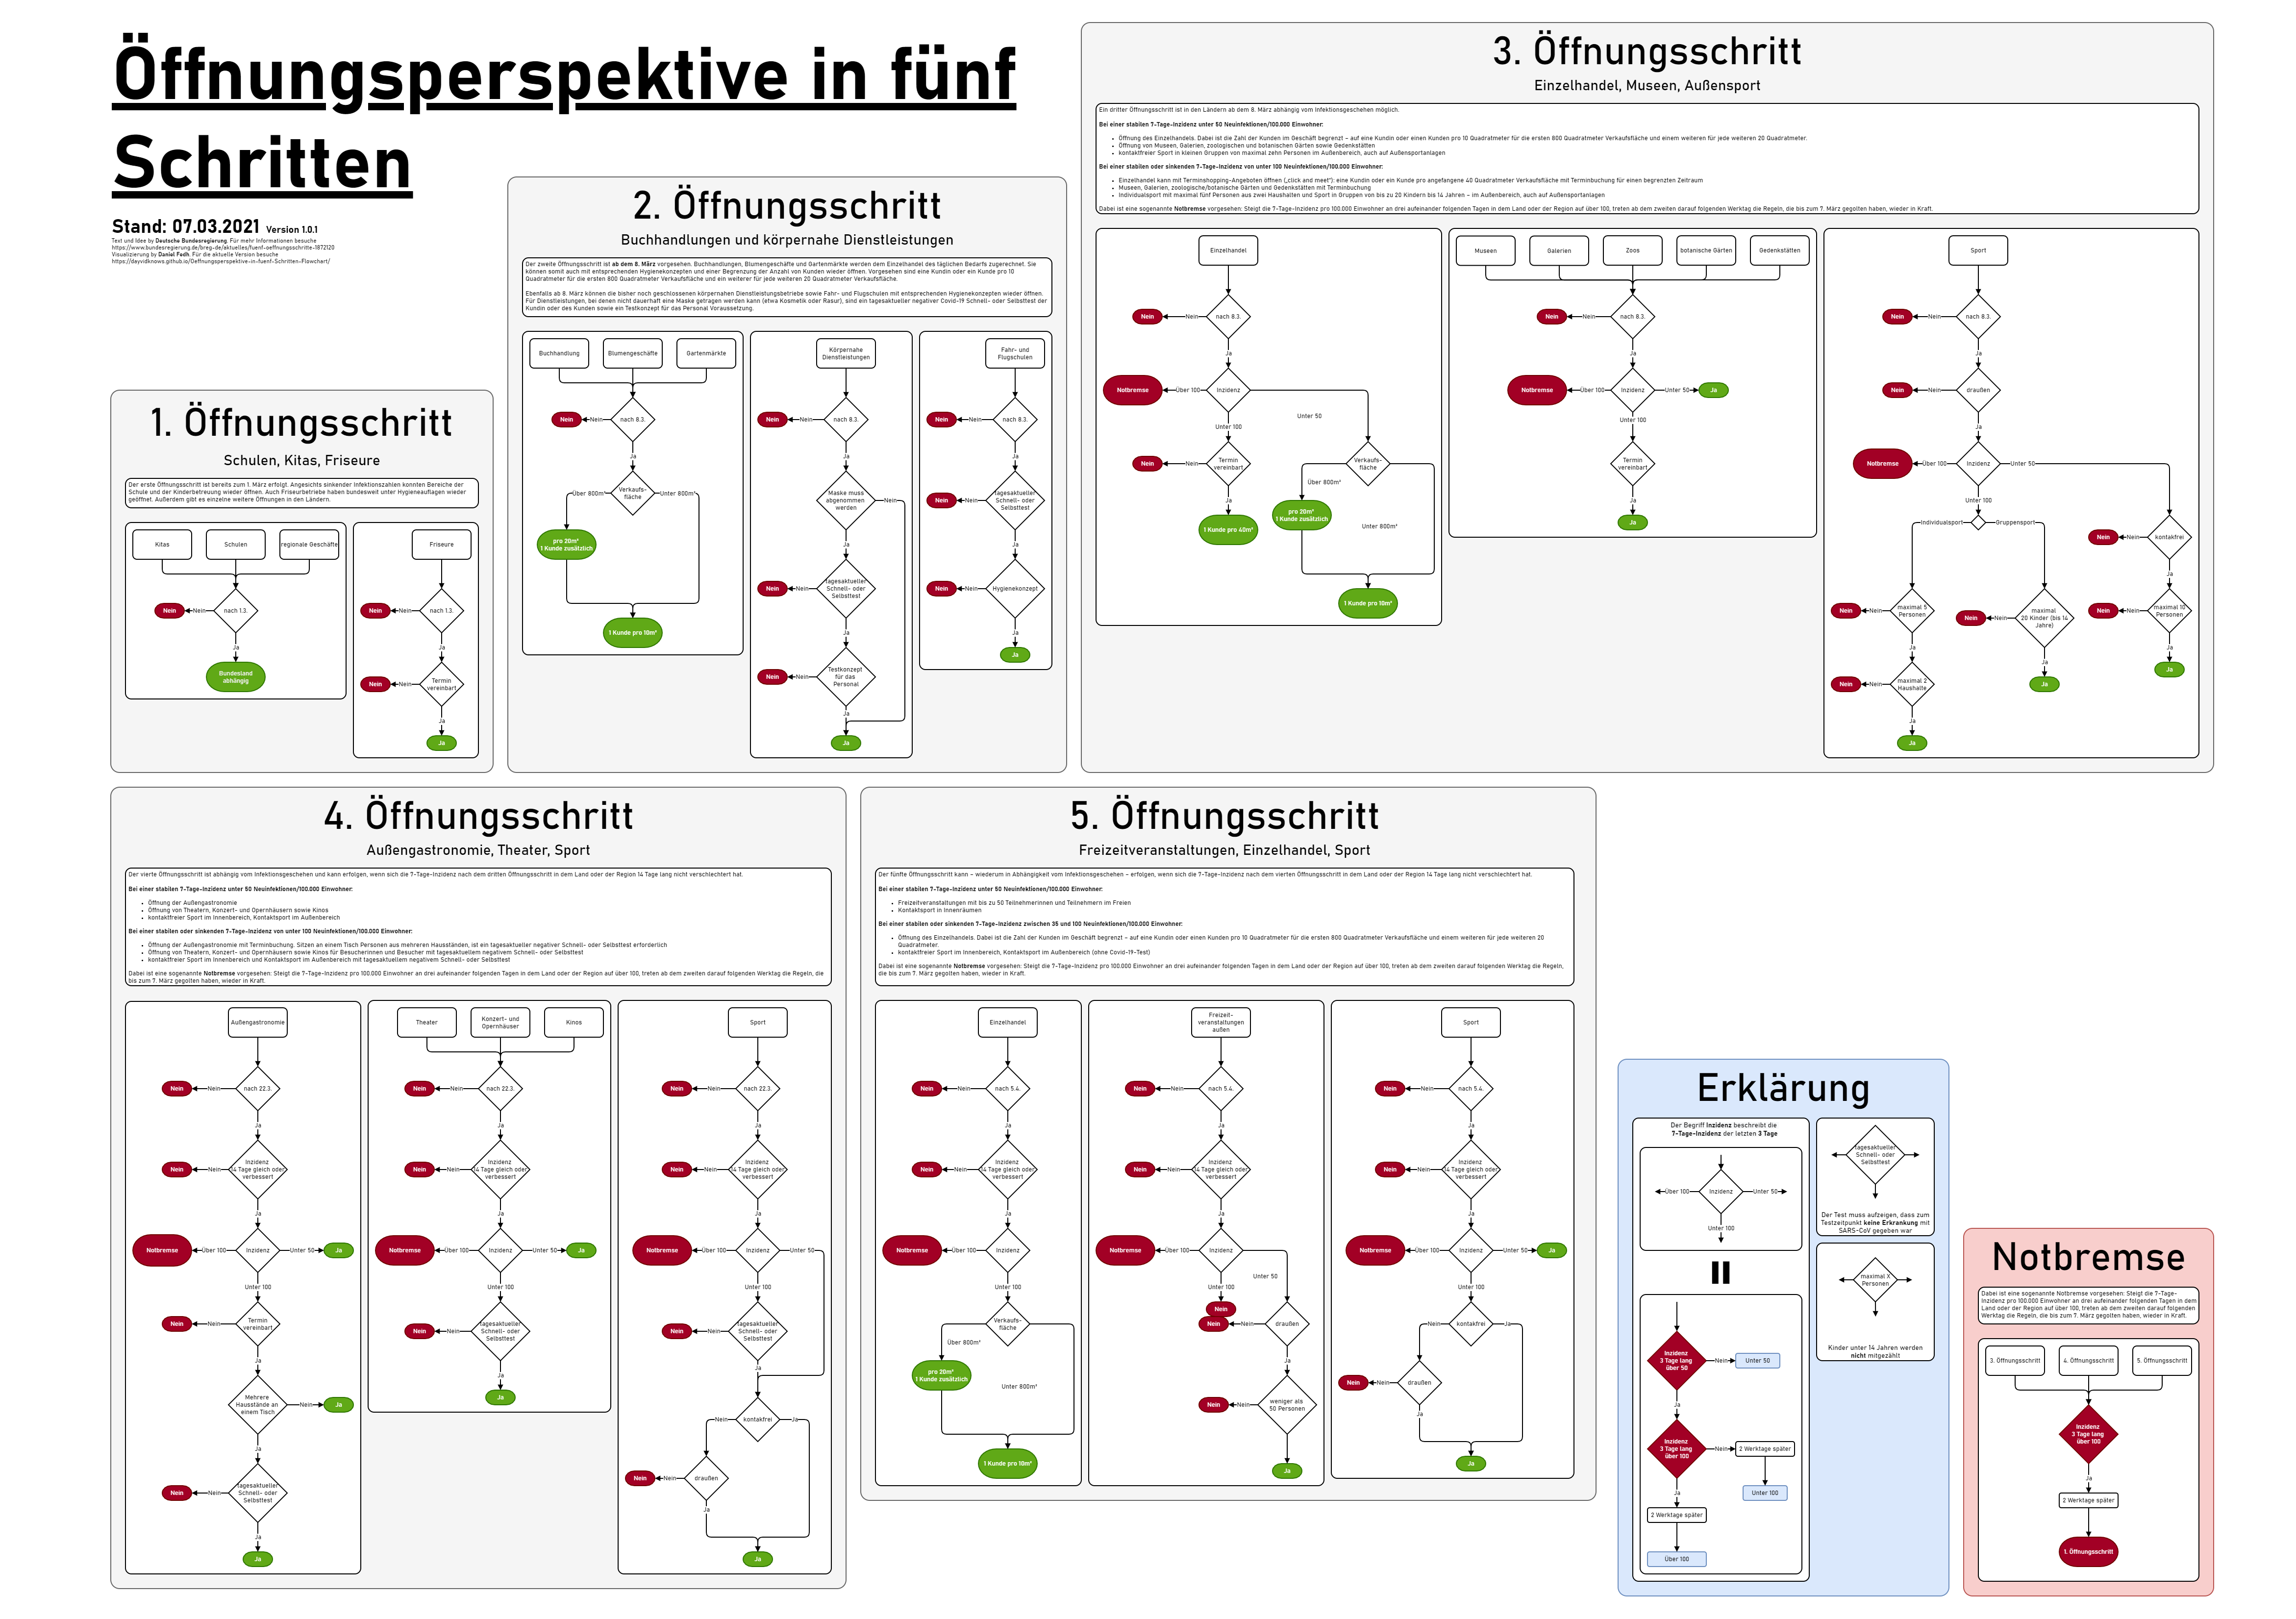 Öffnungsperspektive in fünf
Schritten
Stand: 07.03.2021 Version 1.0.1
Text und Idee by Deutsche Bundesregierung. Für mehr Informationen besuche
https://www.bundesregierung.de/breg-de/aktuelles/fuenf-oeffnungsschritte-1872120
Visualizierung by Daniel Fedh. Für die aktuelle Version besuche
https://dayvidknows.github.io/Oeffnungsperspektive-in-fuenf-Schritten-Flowchart/
1. Öffnungsschritt
Schulen, Kitas, Friseure
Der erste Öffnungsschritt ist bereits zum 1. März erfolgt. Angesichts sinkender Infektionszahlen konnten Bereiche der
Schule und der Kinderbetreuung wieder öffnen. Auch Friseurbetriebe haben bundesweit unter Hygieneauflagen wieder
geöffnet. Außerdem gibt es einzelne weitere Öffnungen in den Ländern.
Kitas
Schulen
regionale Geschäfte
nach 1.3.
Nein
Nein
Ja
Bundesland
abhängig
Friseure
nach 1.3.
Nein
Nein
Ja
Termin
vereinbart
Nein
Nein
Ja
Ja
2. Öffnungsschritt
Buchhandlungen und körpernahe Dienstleistungen
Der zweite Öffnungsschritt ist ab dem 8. März vorgesehen. Buchhandlungen, Blumengeschäfte und Gartenmärkte werden dem Einzelhandel des täglichen Bedarfs zugerechnet. Sie
können somit auch mit entsprechenden Hygienekonzepten und einer Begrenzung der Anzahl von Kunden wieder öffnen. Vorgesehen sind eine Kundin oder ein Kunde pro 10
Quadratmeter für die ersten 800 Quadratmeter Verkaufsfläche und ein weiterer für jede weiteren 20 Quadratmeter Verkaufsfläche.
Ebenfalls ab 8. März können die bisher noch geschlossenen körpernahen Dienstleistungsbetriebe sowie Fahr- und Flugschulen mit entsprechenden Hygienekonzepten wieder öffnen.
Für Dienstleistungen, bei denen nicht dauerhaft eine Maske getragen werden kann (etwa Kosmetik oder Rasur), sind ein tagesaktueller negativer Covid-19 Schnell- oder Selbsttest der
Kundin oder des Kunden sowie ein Testkonzept für das Personal Voraussetzung.
Buchhandlung
Blumengeschäfte
Gartenmärkte
nach 8.3.
Nein
Nein
Ja
Verkaufs-
fläche
Über 800m²
Unter 800m²
pro 20m²
1 Kunde zusätzlich
1 Kunde pro 10m²
Körpernahe
Dienstleistungen
nach 8.3.
Nein
Nein
Ja
Maske muss
abgenommen
werden
Nein
Ja
tagesaktueller
Schnell- oder
Selbsttest
Nein
Nein
Ja
Testkonzept
für das
Personal
Nein
Nein
Ja
Ja
Fahr- und
Flugschulen
nach 8.3.
Nein
Nein
Ja
tagesaktueller
Schnell- oder
Selbsttest
Nein
Nein
Ja
Hygienekonzept
Nein
Nein
Ja
Ja
3. Öffnungsschritt
Einzelhandel, Museen, Außensport
Ein dritter Öffnungsschritt ist in den Ländern ab dem 8. März abhängig vom Infektionsgeschehen möglich.
Bei einer stabilen 7-Tage-Inzidenz unter 50 Neuinfektionen/100.000 Einwohner:
• Öffnung des Einzelhandels. Dabei ist die Zahl der Kunden im Geschäft begrenzt – auf eine Kundin oder einen Kunden pro 10 Quadratmeter für die ersten 800 Quadratmeter Verkaufsfläche und einem weiteren für jede weiteren 20 Quadratmeter.
• Öffnung von Museen, Galerien, zoologischen und botanischen Gärten sowie Gedenkstätten
• kontaktfreier Sport in kleinen Gruppen von maximal zehn Personen im Außenbereich, auch auf Außensportanlagen
Bei einer stabilen oder sinkenden 7-Tage-Inzidenz von unter 100 Neuinfektionen/100.000 Einwohner:
• Einzelhandel kann mit Terminshopping-Angeboten öffnen („click and meet“): eine Kundin oder ein Kunde pro angefangene 40 Quadratmeter Verkaufsfläche mit Terminbuchung für einen begrenzten Zeitraum
• Museen, Galerien, zoologische/botanische Gärten und Gedenkstätten mit Terminbuchung
• Individualsport mit maximal fünf Personen aus zwei Haushalten und Sport in Gruppen von bis zu 20 Kindern bis 14 Jahren – im Außenbereich, auch auf Außensportanlagen
Dabei ist eine sogenannte Notbremse vorgesehen: Steigt die 7-Tage-Inzidenz pro 100.000 Einwohner an drei aufeinander folgenden Tagen in dem Land oder der Region auf über 100, treten ab dem zweiten darauf folgenden Werktag die Regeln, die bis zum 7. März gegolten haben, wieder in Kraft.
Einzelhandel
nach 8.3.
Nein
Nein
Ja
Inzidenz
Über 100
Notbremse
Unter 50
Unter 100
Termin
vereinbart
Nein
Nein
Ja
1 Kunde pro 40m²
Verkaufs-
fläche
Über 800m²
pro 20m²
1 Kunde zusätzlich
Unter 800m²
1 Kunde pro 10m²
Museen
Galerien
Zoos
botanische Gärten
Gedenkstätten
nach 8.3.
Nein
Nein
Ja
Inzidenz
Über 100
Notbremse
Unter 50
Ja
Unter 100
Termin
vereinbart
Ja
Ja
Sport
nach 8.3.
Nein
Nein
Ja
draußen
Nein
Nein
Ja
Inzidenz
Über 100
Notbremse
Unter 50
Unter 100
Individualsport
Gruppensport
maximal 5
Personen
Nein
Nein
Ja
maximal 2
Haushalte
Nein
Nein
Ja
Ja
maximal
20 Kinder (bis 14
Jahre)
Nein
Nein
Ja
Ja
kontakfrei
Nein
Nein
Ja
maximal 10
Personen
Nein
Nein
Ja
Ja
4. Öffnungsschritt
Außengastronomie, Theater, Sport
Der vierte Öffnungsschritt ist abhängig vom Infektionsgeschehen und kann erfolgen, wenn sich die 7-Tage-Inzidenz nach dem dritten Öffnungsschritt in dem Land oder der Region 14 Tage lang nicht verschlechtert hat.
Bei einer stabilen 7-Tage-Inzidenz unter 50 Neuinfektionen/100.000 Einwohner:
• Öffnung der Außengastronomie
• Öffnung von Theatern, Konzert- und Opernhäusern sowie Kinos
• kontaktfreier Sport im Innenbereich, Kontaktsport im Außenbereich
Bei einer stabilen oder sinkenden 7-Tage-Inzidenz von unter 100 Neuinfektionen/100.000 Einwohner:
• Öffnung der Außengastronomie mit Terminbuchung. Sitzen an einem Tisch Personen aus mehreren Hausständen, ist ein tagesaktueller negativer Schnell- oder Selbsttest erforderlich
• Öffnung von Theatern, Konzert- und Opernhäusern sowie Kinos für Besucherinnen und Besucher mit tagesaktuellem negativem Schnell- oder Selbsttest
• kontaktfreier Sport im Innenbereich und Kontaktsport im Außenbereich mit tagesaktuellem negativem Schnell- oder Selbsttest
Dabei ist eine sogenannte Notbremse vorgesehen: Steigt die 7-Tage-Inzidenz pro 100.000 Einwohner an drei aufeinander folgenden Tagen in dem Land oder der Region auf über 100, treten ab dem zweiten darauf folgenden Werktag die Regeln, die
bis zum 7. März gegolten haben, wieder in Kraft.
Außengastronomie
nach 22.3.
Nein
Nein
Ja
Inzidenz
14 Tage gleich oder
verbessert
Nein
Nein
Ja
Inzidenz
Über 100
Notbremse
Unter 50
Ja
Unter 100
Termin
vereinbart
Nein
Nein
Ja
Mehrere
Hausstände an
einem Tisch
Nein
Ja
Ja
tagesaktueller
Schnell- oder
Selbsttest
Nein
Nein
Ja
Ja
Theater
Konzert- und
Opernhäuser
Kinos
nach 22.3.
Nein
Nein
Ja
Inzidenz
14 Tage gleich oder
verbessert
Nein
Nein
Ja
Inzidenz
Über 100
Notbremse
Unter 50
Ja
Unter 100
tagesaktueller
Schnell- oder
Selbsttest
Nein
Nein
Ja
Ja
Sport
nach 22.3.
Nein
Nein
Ja
Inzidenz
14 Tage gleich oder
verbessert
Nein
Nein
Ja
Inzidenz
Über 100
Notbremse
Unter 50
Unter 100
tagesaktueller
Schnell- oder
Selbsttest
Nein
Nein
Ja
kontakfrei
Nein
Ja
draußen
Nein
Nein
Ja
Ja
5. Öffnungsschritt
Freizeitveranstaltungen, Einzelhandel, Sport
Der fünfte Öffnungsschritt kann – wiederum in Abhängigkeit vom Infektionsgeschehen – erfolgen, wenn sich die 7-Tage-Inzidenz nach dem vierten Öffnungsschritt in dem Land oder der Region 14 Tage lang nicht verschlechtert hat.
Bei einer stabilen 7-Tage-Inzidenz unter 50 Neuinfektionen/100.000 Einwohner:
• Freizeitveranstaltungen mit bis zu 50 Teilnehmerinnen und Teilnehmern im Freien
• Kontaktsport in Innenräumen
Bei einer stabilen oder sinkenden 7-Tage-Inzidenz zwischen 35 und 100 Neuinfektionen/100.000 Einwohner:
• Öffnung des Einzelhandels. Dabei ist die Zahl der Kunden im Geschäft begrenzt – auf eine Kundin oder einen Kunden pro 10 Quadratmeter für die ersten 800 Quadratmeter Verkaufsfläche und einem weiteren für jede weiteren 20
Quadratmeter.
• kontaktfreier Sport im Innenbereich, Kontaktsport im Außenbereich (ohne Covid-19-Test)
Dabei ist eine sogenannte Notbremse vorgesehen: Steigt die 7-Tage-Inzidenz pro 100.000 Einwohner an drei aufeinander folgenden Tagen in dem Land oder der Region auf über 100, treten ab dem zweiten darauf folgenden Werktag die Regeln,
die bis zum 7. März gegolten haben, wieder in Kraft.
Einzelhandel
nach 5.4.
Nein
Nein
Ja
Inzidenz
14 Tage gleich oder
verbessert
Nein
Nein
Ja
Inzidenz
Über 100
Notbremse
Unter 100
Verkaufs-
fläche
Über 800m²
pro 20m²
1 Kunde zusätzlich
Unter 800m²
1 Kunde pro 10m²
Freizeit-
veranstaltungen
außen
nach 5.4.
Nein
Nein
Ja
Inzidenz
14 Tage gleich oder
verbessert
Nein
Nein
Ja
Inzidenz
Über 100
Notbremse
Unter 50
Unter 100
Nein
draußen
Nein
Nein
Ja
weniger als
50 Personen
Nein
Nein
Ja
Ja
Sport
nach 5.4.
Nein
Nein
Ja
Inzidenz
14 Tage gleich oder
verbessert
Nein
Nein
Ja
Inzidenz
Über 100
Notbremse
Unter 50
Ja
Unter 100
kontakfrei
Nein
Ja
draußen
Nein
Nein
Ja
Ja
Erklärung
Der Begriff Inzidenz beschreibt die
7-Tage-Inzidenz der letzten 3 Tage
Inzidenz
Über 100
Unter 50
Unter 100
Inzidenz
3 Tage lang
über 50
Nein
Unter 50
Ja
Inzidenz
3 Tage lang
über 100
Nein
2 Werktage später
Unter 100
Ja
2 Werktage später
Über 100
tagesaktueller
Schnell- oder
Selbsttest
Der Test muss aufzeigen, dass zum
Testzeitpunkt keine Erkrankung mit
SARS-CoV gegeben war
maximal X
Personen
Kinder unter 14 Jahren werden
nicht mitgezählt
Notbremse
Dabei ist eine sogenannte Notbremse vorgesehen: Steigt die 7-Tage-
Inzidenz pro 100.000 Einwohner an drei aufeinander folgenden Tagen in dem
Land oder der Region auf über 100, treten ab dem zweiten darauf folgenden
Werktag die Regeln, die bis zum 7. März gegolten haben, wieder in Kraft.
3. Öffnungsschritt
4. Öffnungsschritt
5. Öffnungsschritt
Inzidenz
3 Tage lang
über 100
Ja
2 Werktage später
1. Öffnungsschritt